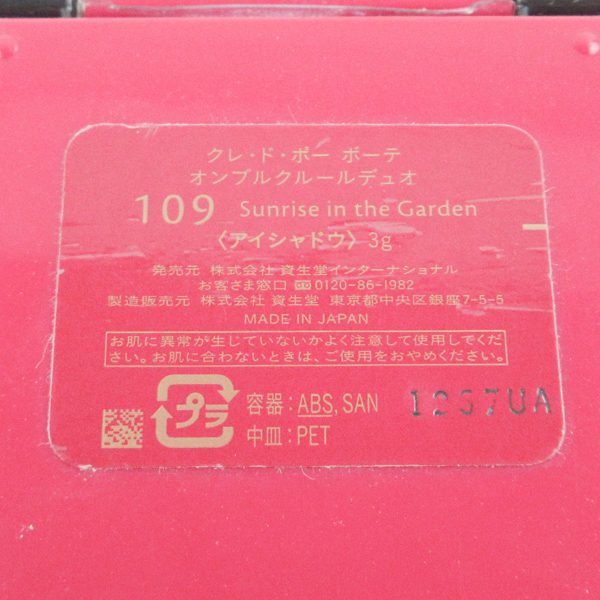 クレ・ド・ポー ボーテ
オンブルクルールデュオ
109 Sunrise in the Garden
〈アイシャドウ〉3g
発売元 株式会社 資生堂インターナショナル
お客さま窓口 0120-86-1982
製造販売元 株式会社 資生堂 東京都中央区銀座7-5-5
MADE IN JAPAN
お肌に異常が生じていないかよく注意して使用してくだ
さい。お肌に合わないときは、ご使用をおやめください。
プラ
容器：ABS, SAN
1267UA
中皿：PET